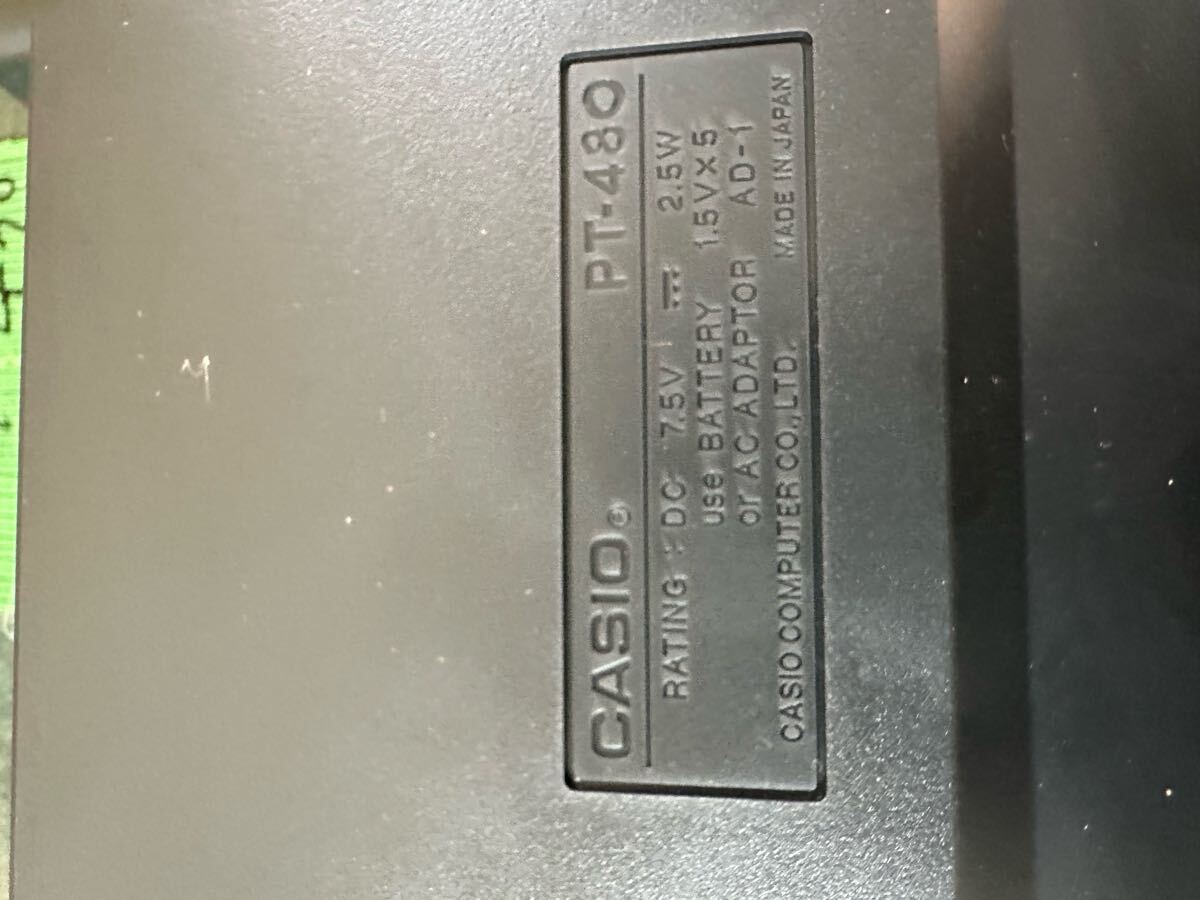 CASIO PT-480
RATING : DC 7.5V ⎓ 2.5W
use BATTERY 1.5V×5
or AC ADAPTOR AD-1
CASIO COMPUTER CO.,LTD. MADE IN JAPAN